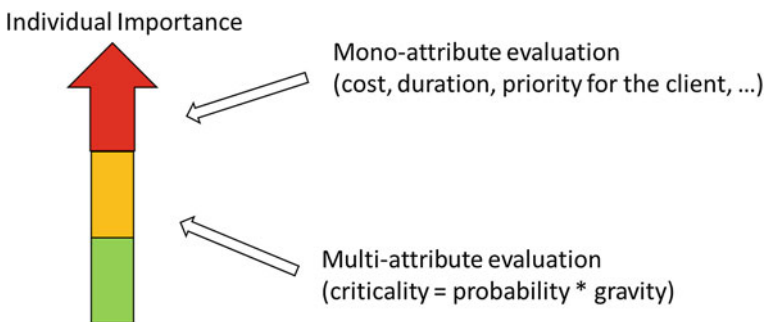 Individual Importance
Mono-attribute evaluation
(cost, duration, priority for the client, ...)
Multi-attribute evaluation
(criticality = probability * gravity)